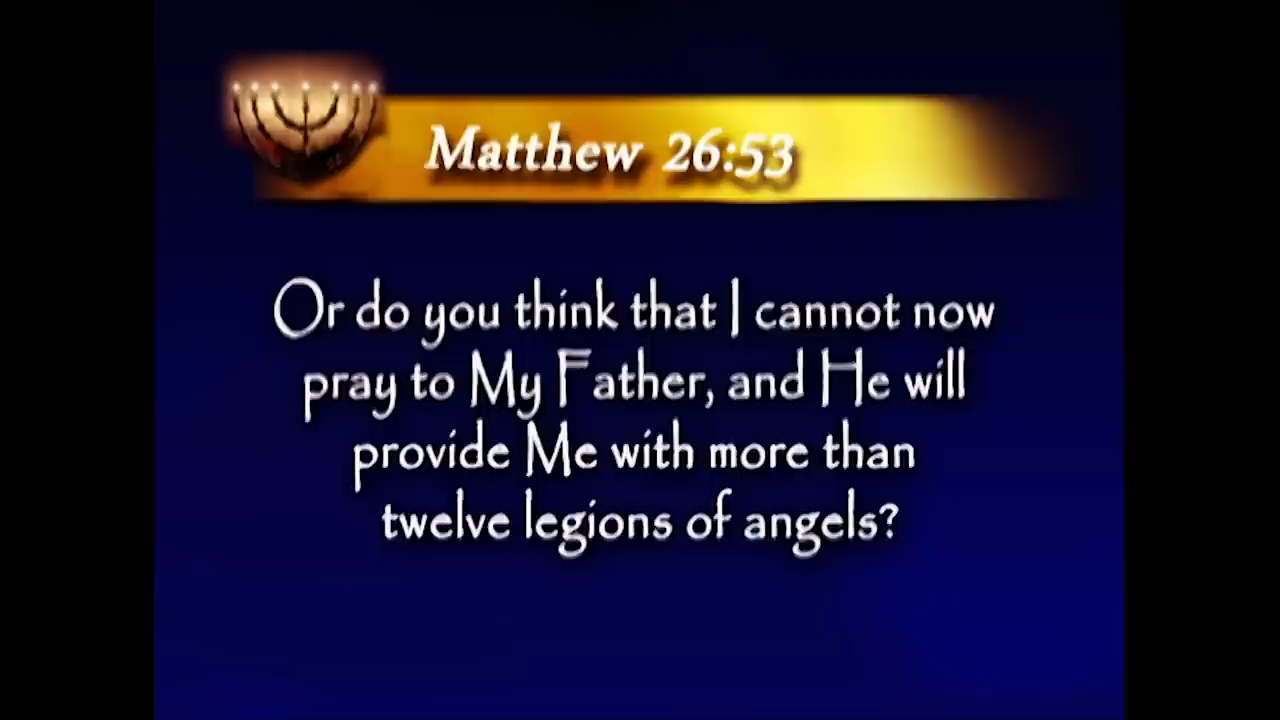 Matthew 26:53
Or do you think that I cannot now
pray to My Father, and He will
provide Me with more than
twelve legions of angels?